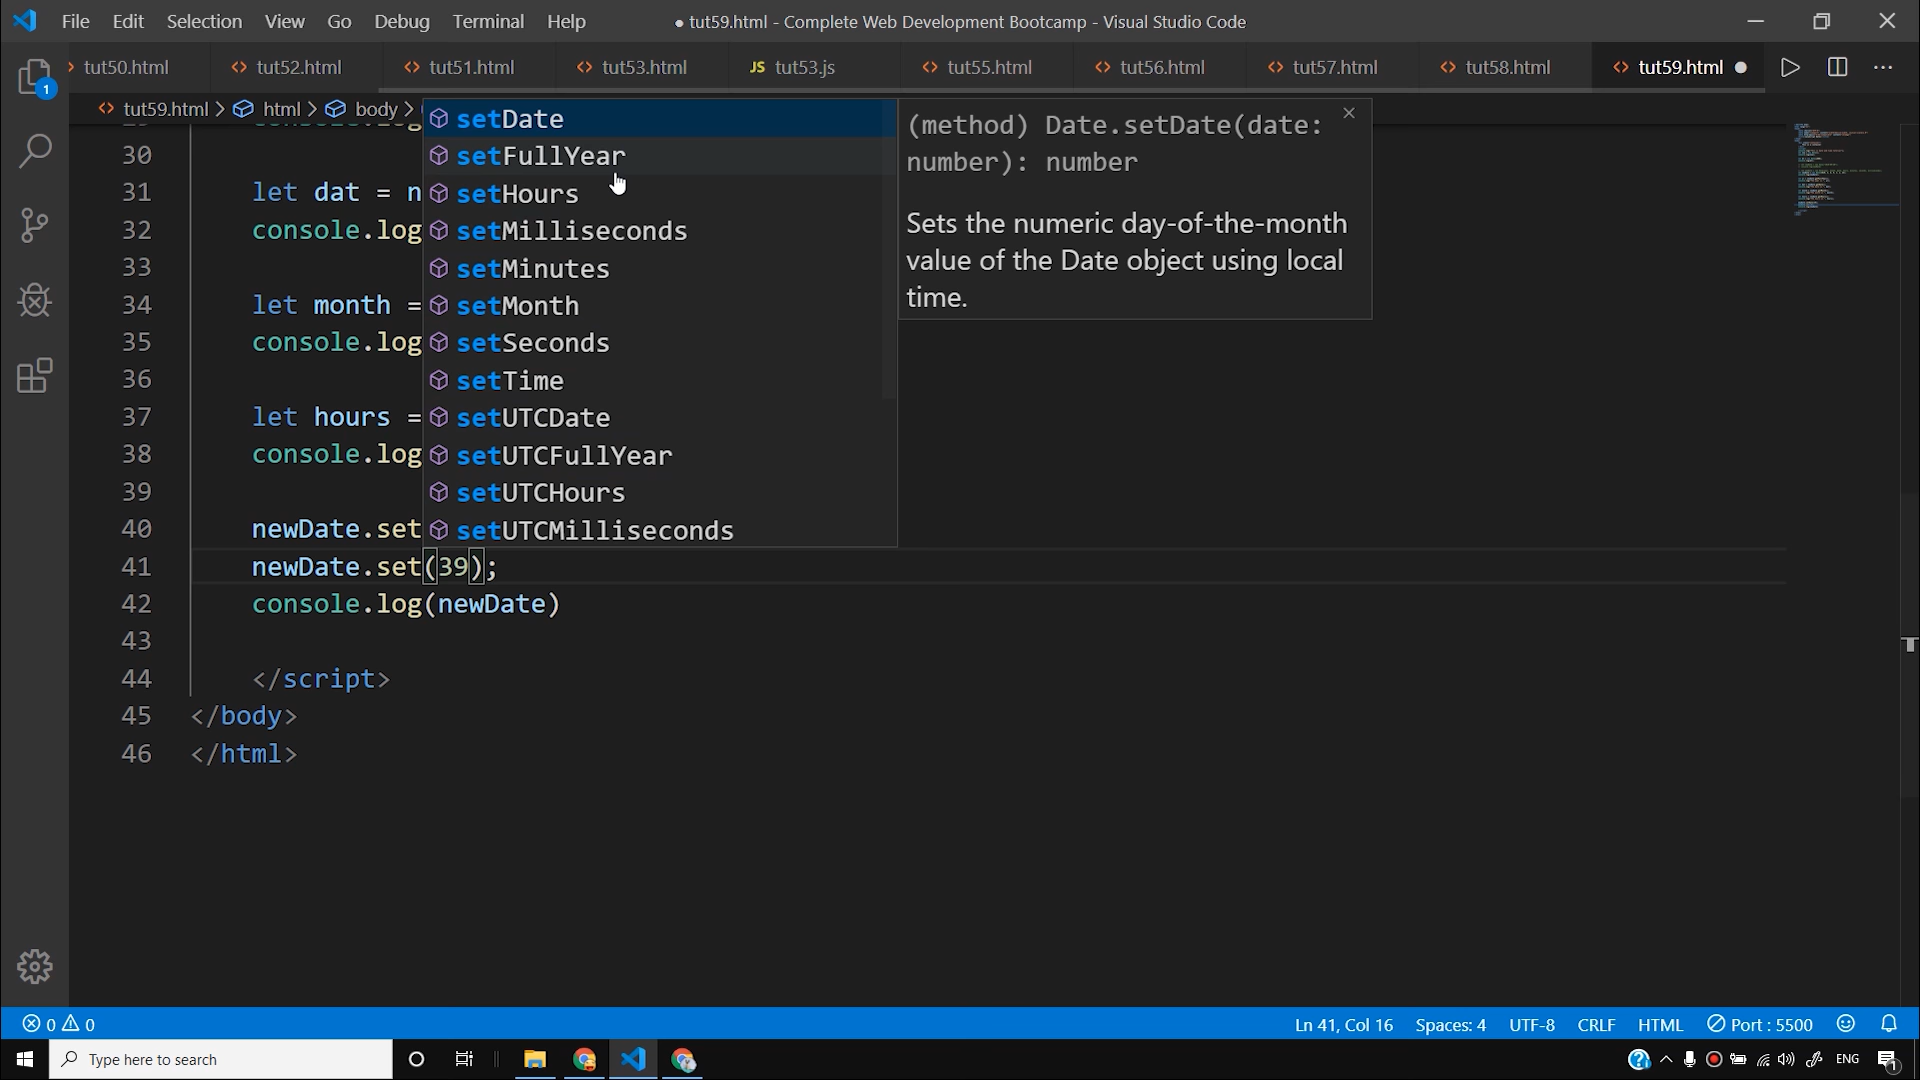 File Edit Selection View Go Debug Terminal Help ● tut59.html - Complete Web Development Bootcamp - Visual Studio Code
tut50.html tut52.html tut51.html tut53.html JS tut53.js tut55.html tut56.html tut57.html tut58.html tut59.html ●
tut59.html > html > body >
30
31 let dat = n
32 console.log
33
34 let month =
35 console.log
36
37 let hours =
38 console.log
39
40 newDate.set
41 newDate.set(39);
42 console.log(newDate)
43
44 </script>
45 </body>
46 </html>
setDate
setFullYear
setHours
setMilliseconds
setMinutes
setMonth
setSeconds
setTime
setUTCDate
setUTCFullYear
setUTCHours
setUTCMilliseconds
(method) Date.setDate(date:
number): number
Sets the numeric day-of-the-month
value of the Date object using local
time.
1
0 0 Ln 41, Col 16 Spaces: 4 UTF-8 CRLF HTML Port : 5500
Type here to search ENG 1